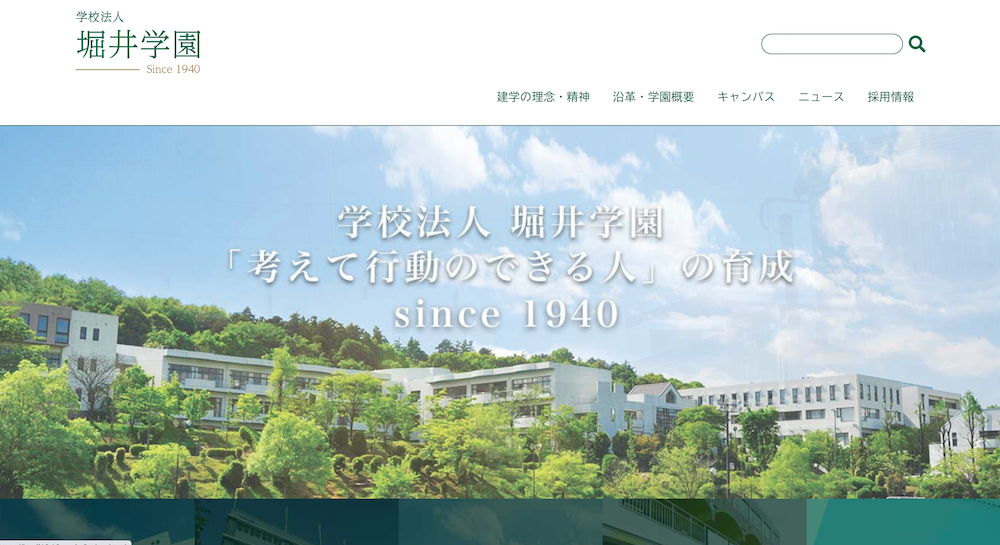 学校法人
堀井学園
Since 1940
建学の理念・精神
沿革・学園概要
キャンパス
ニュース
採用情報
学校法人 堀井学園
「考えて行動のできる人」の育成
since 1940